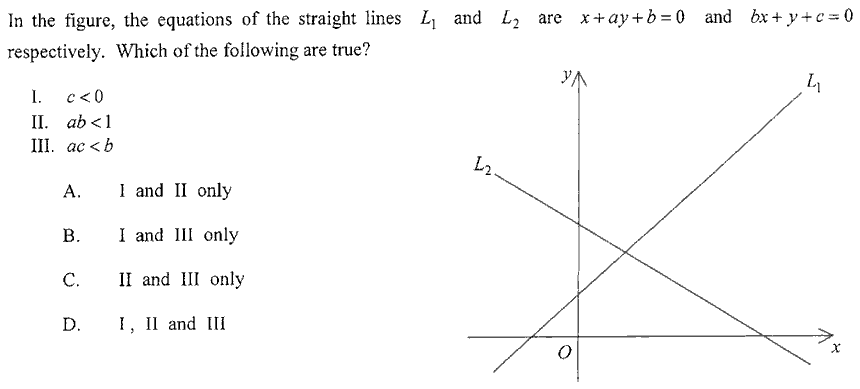 In the figure, the equations of the straight lines L₁ and L₂ are x + ay + b = 0 and bx + y + c = 0
respectively. Which of the following are true?
I. c < 0
II. ab < 1
III. ac < b
A. I and II only
B. I and III only
C. II and III only
D. I, II and III
y
L₁
L₂
O
x